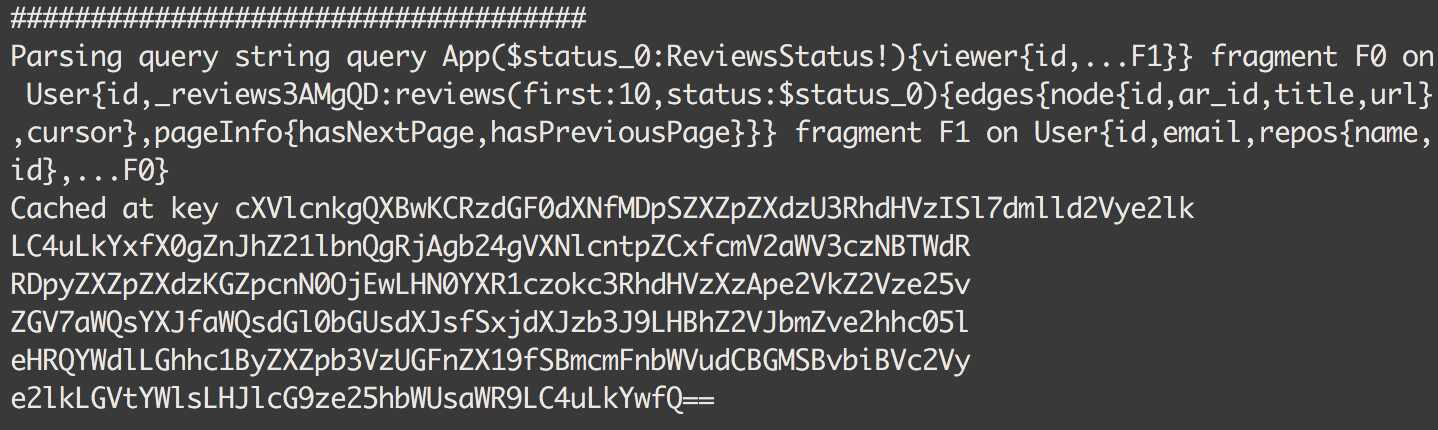 ####################################
Parsing query string query App($status_0:ReviewsStatus!){viewer{id,...F1}} fragment F0 on
 User{id,_reviews3AMgQD:reviews(first:10,status:$status_0){edges{node{id,ar_id,title,url}
,cursor},pageInfo{hasNextPage,hasPreviousPage}}} fragment F1 on User{id,email,repos{name,
id},...F0}
Cached at key cXVlcnkgQXBwKCRzdGF0dXNfMDpSZXZpZXdzU3RhdHVzISl7dmlld2Vye2lk
LC4uLkYxfX0gZnJhZ21lbnQgRjAgb24gVXNlcntpZCxfcmV2aWV3czNBTWdR
RDpyZXZpZXdzKGZpcnN0OjEwLHN0YXR1czokc3RhdHVzXzApe2VkZ2Vze25v
ZGV7aWQsYXJfaWQsdGl0bGUsdXJsfSxjdXJzb3J9LHBhZ2VJbmZve2hhc05l
eHRQYWdlLGhhc1ByZXZpb3VzUGFnZX19fSBmcmFnbWVudCBGMSBvbiBVc2Vy
e2lkLGVtYWlsLHJlcG9ze25hbWUsaWR9LC4uLkYwfQ==